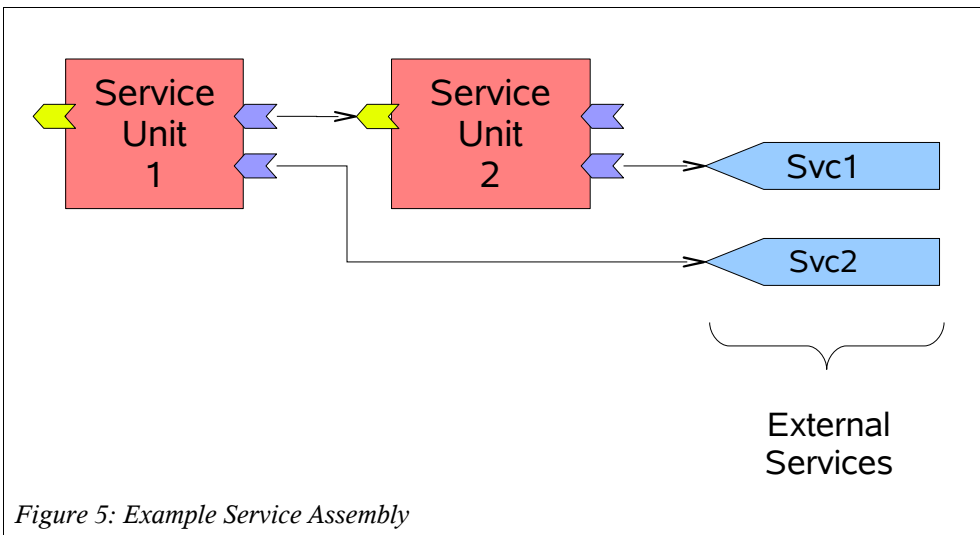 Service
Unit
1
Service
Unit
2
Svc1
Svc2
External
Services
Figure 5: Example Service Assembly